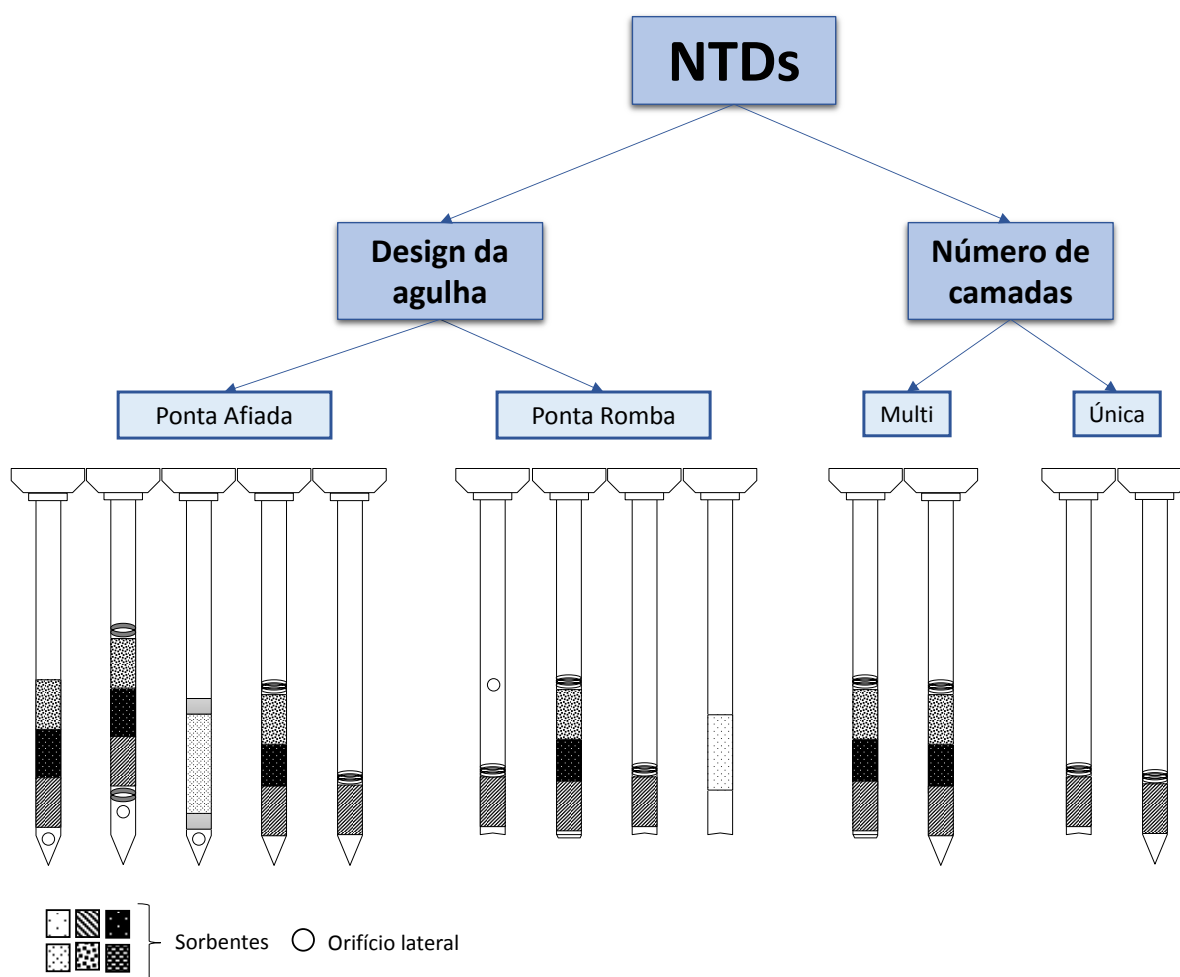 NTDs
Design da
agulha
Número de
camadas
Ponta Afiada
Ponta Romba
Multi
Única
Sorbentes
Orifício lateral